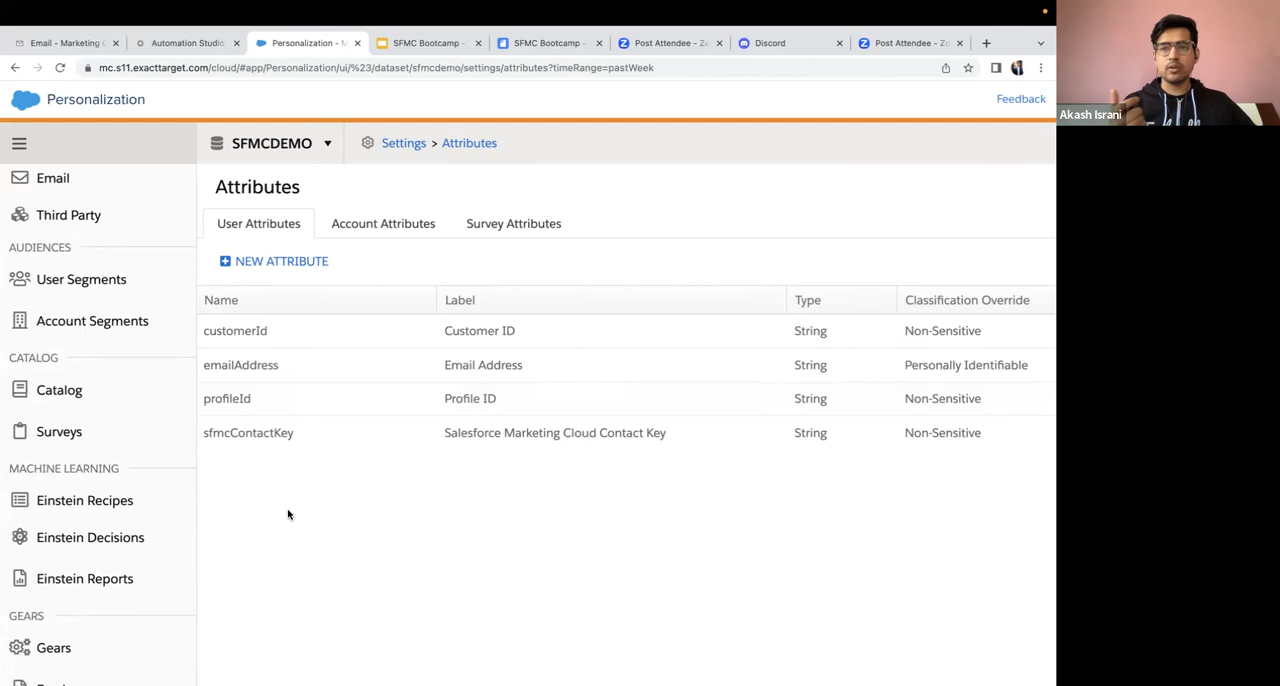 Email - Marketing
Automation Studio
Personalization - M
SFMC Bootcamp -
SFMC Bootcamp -
Post Attendee - Zo
Discord
Post Attendee - Zo
mc.s11.exacttarget.com/cloud/#app/Personalization/ui/%23/dataset/sfmcdemo/settings/attributes?timeRange=pastWeek
Personalization
Feedback
SFMCDEMO
Settings > Attributes
Email
Third Party
AUDIENCES
User Segments
Account Segments
CATALOG
Catalog
Surveys
MACHINE LEARNING
Einstein Recipes
Einstein Decisions
Einstein Reports
GEARS
Gears
Attributes
User Attributes Account Attributes Survey Attributes
NEW ATTRIBUTE
Name Label Type Classification Override
customerId Customer ID String Non-Sensitive
emailAddress Email Address String Personally Identifiable
profileId Profile ID String Non-Sensitive
sfmcContactKey Salesforce Marketing Cloud Contact Key String Non-Sensitive
Akash Israni